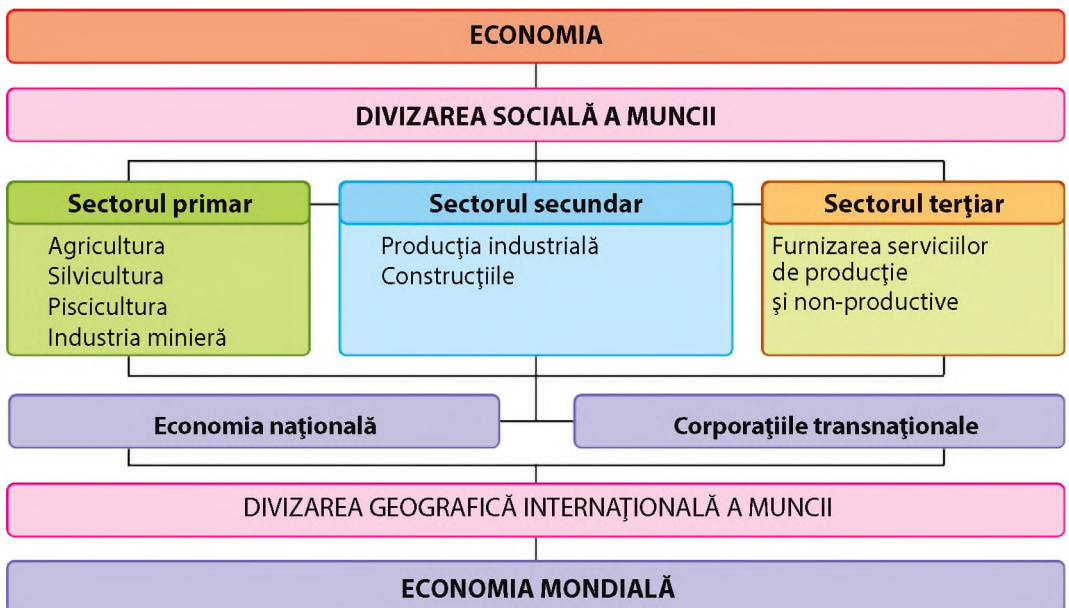 ECONOMIA
DIVIZAREA SOCIALĂ A MUNCII
Sectorul primar
Agricultura
Silvicultura
Piscicultura
Industria minieră
Sectorul secundar
Producţia industrială
Construcţiile
Sectorul terţiar
Furnizarea serviciilor
de producţie
şi non-productive
Economia naţională
Corporaţiile transnaţionale
DIVIZAREA GEOGRAFICĂ INTERNAŢIONALĂ A MUNCII
ECONOMIA MONDIALĂ